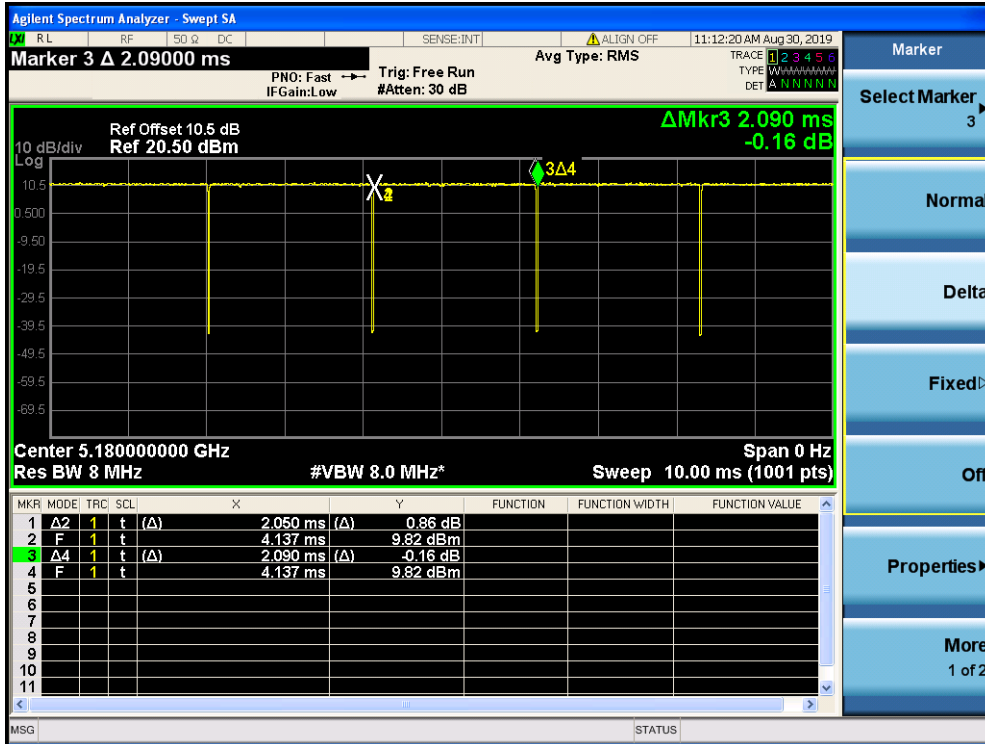 Agilent Spectrum Analyzer - Swept SA
LXI RL RF 50 Ω DC SENSE:INT ALIGN OFF 11:12:20 AM Aug 30, 2019
Marker 3 Δ 2.09000 ms
PNO: Fast
IFGain:Low
Trig: Free Run
#Atten: 30 dB
Avg Type: RMS
TRACE 1 2 3 4 5 6
TYPE W
DET A N N N N N
Ref Offset 10.5 dB
10 dB/div Ref 20.50 dBm
Log
ΔMkr3 2.090 ms
-0.16 dB
3Δ4
10.5
0.500
-9.50
-19.5
-29.5
-39.5
-49.5
-59.5
-69.5
Center 5.180000000 GHz Span 0 Hz
Res BW 8 MHz #VBW 8.0 MHz* Sweep 10.00 ms (1001 pts)
MKR MODE TRC SCL X Y FUNCTION FUNCTION WIDTH FUNCTION VALUE
1 Δ2 1 t (Δ) 2.050 ms (Δ) 0.86 dB
2 F 1 t 4.137 ms 9.82 dBm
3 Δ4 1 t (Δ) 2.090 ms (Δ) -0.16 dB
4 F 1 t 4.137 ms 9.82 dBm
5
6
7
8
9
10
11
MSG STATUS
Marker
Select Marker
3
Norma
Delta
Fixed
Off
Properties
More
1 of 2